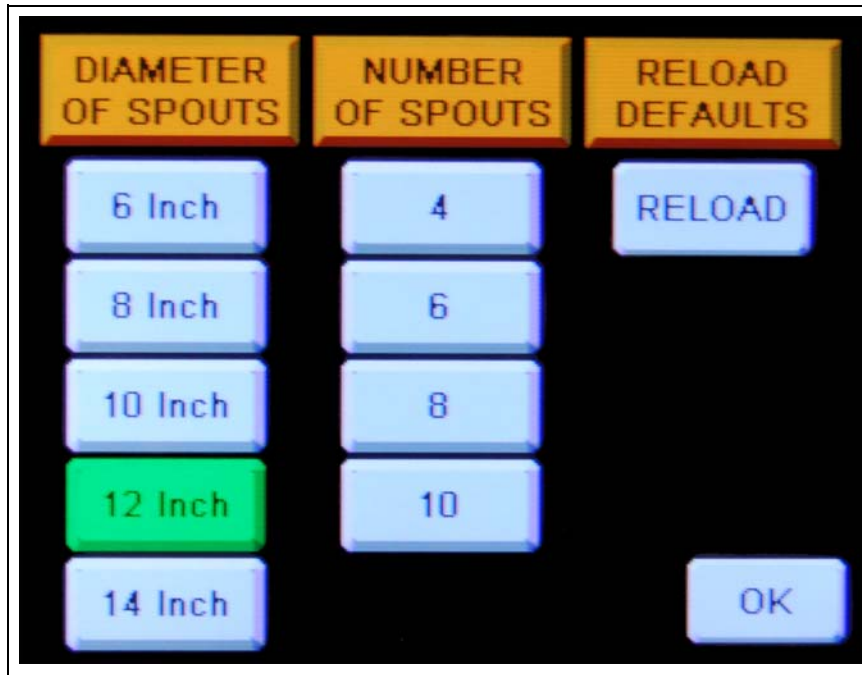 DIAMETER
OF SPOUTS
6 Inch
8 Inch
10 Inch
12 Inch
14 Inch
NUMBER
OF SPOUTS
4
6
8
10
RELOAD
DEFAULTS
RELOAD
OK